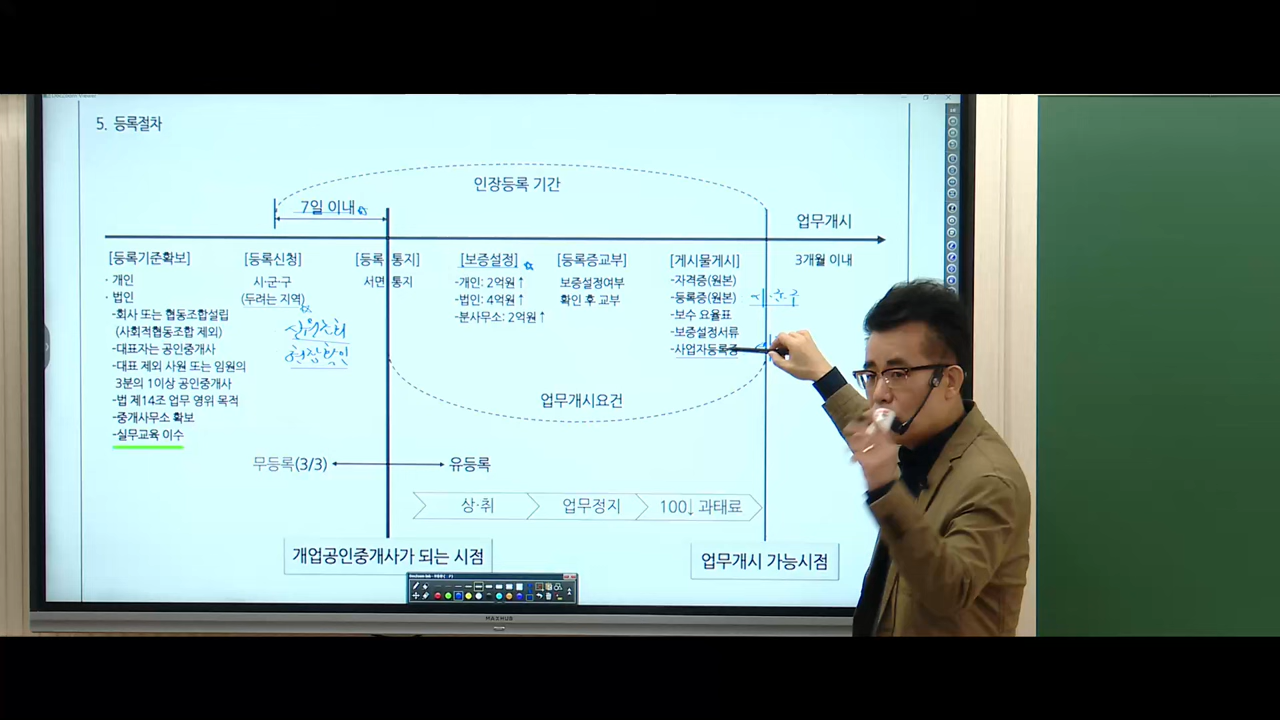 5. 등록절차
인장등록 기간
7일 이내
업무개시
[등록기준확보]
· 개인
· 법인
-회사 또는 협동조합설립
(사회적협동조합 제외)
-대표자는 공인중개사
-대표 제외 사원 또는 임원의
3분의 1이상 공인중개사
-법 제14조 업무 영위 목적
-중개사무소 확보
-실무교육 이수
[등록신청]
시·군·구
(두려는 지역)
실위조회
현장확인
[등록 통지]
서면 통지
[보증설정]
-개인: 2억원↑
-법인: 4억원↑
-분사무소: 2억원↑
[등록증교부]
보증설정여부
확인 후 교부
[게시물게시]
-자격증(원본)
-등록증(원본)
시·군·구
-보수 요율표
-보증설정서류
-사업자등록증
3개월 이내
업무개시요건
무등록(3/3)
유등록
상·취
업무정지
100↓ 과태료
개업공인중개사가 되는 시점
업무개시 가능시점
MAXHUB